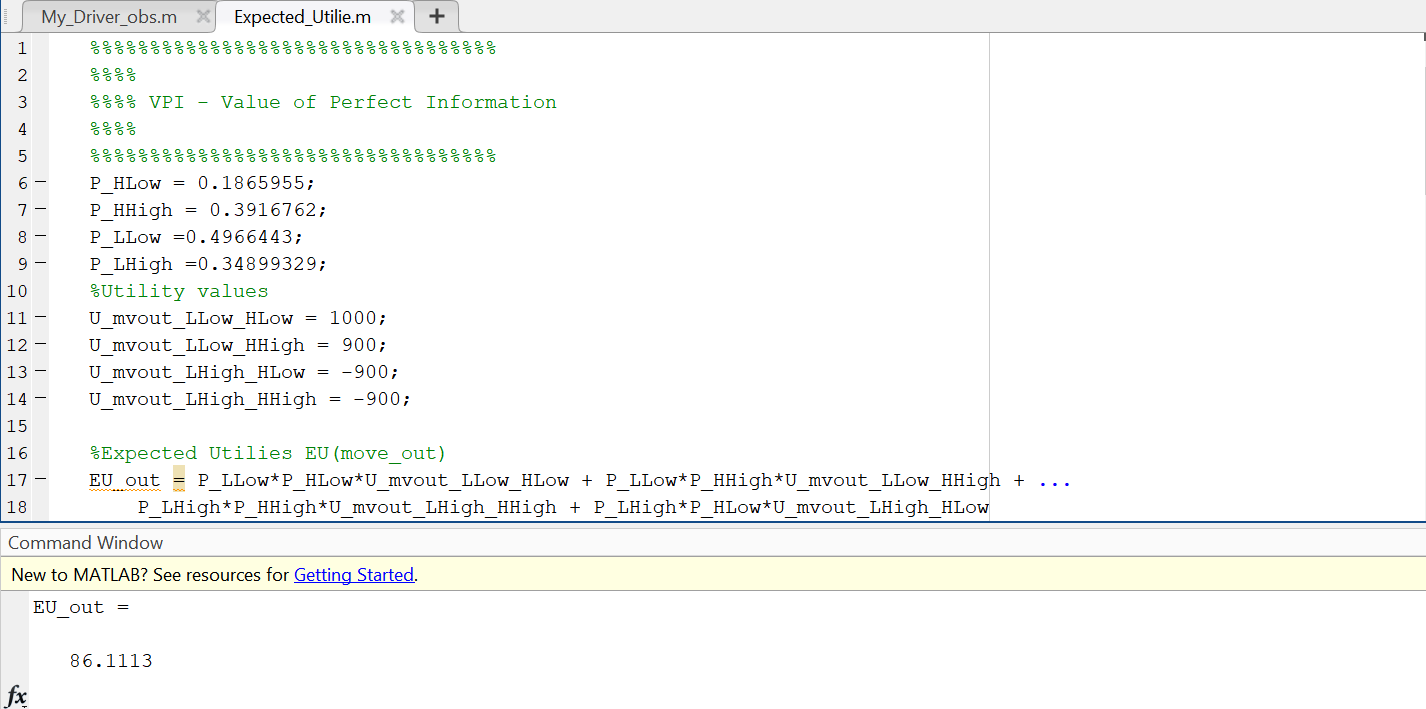 My_Driver_obs.m Expected_Utilie.m
1 %%%%%%%%%%%%%%%%%%%%%%%%%%%%%%%%%%
2 %%%%
3 %%%% VPI - Value of Perfect Information
4 %%%%
5 %%%%%%%%%%%%%%%%%%%%%%%%%%%%%%%%%%
6 P_HLow = 0.1865955;
7 P_HHigh = 0.3916762;
8 P_LLow =0.4966443;
9 P_LHigh =0.34899329;
10 %Utility values
11 U_mvout_LLow_HLow = 1000;
12 U_mvout_LLow_HHigh = 900;
13 U_mvout_LHigh_HLow = -900;
14 U_mvout_LHigh_HHigh = -900;
15
16 %Expected Utilies EU(move_out)
17 EU_out = P_LLow*P_HLow*U_mvout_LLow_HLow + P_LLow*P_HHigh*U_mvout_LLow_HHigh + ...
18 P_LHigh*P_HHigh*U_mvout_LHigh_HHigh + P_LHigh*P_HLow*U_mvout_LHigh_HLow
Command Window
New to MATLAB? See resources for Getting Started.
EU_out =
86.1113
fx